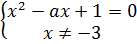 x² − ax + 1 = 0
x ≠ −3